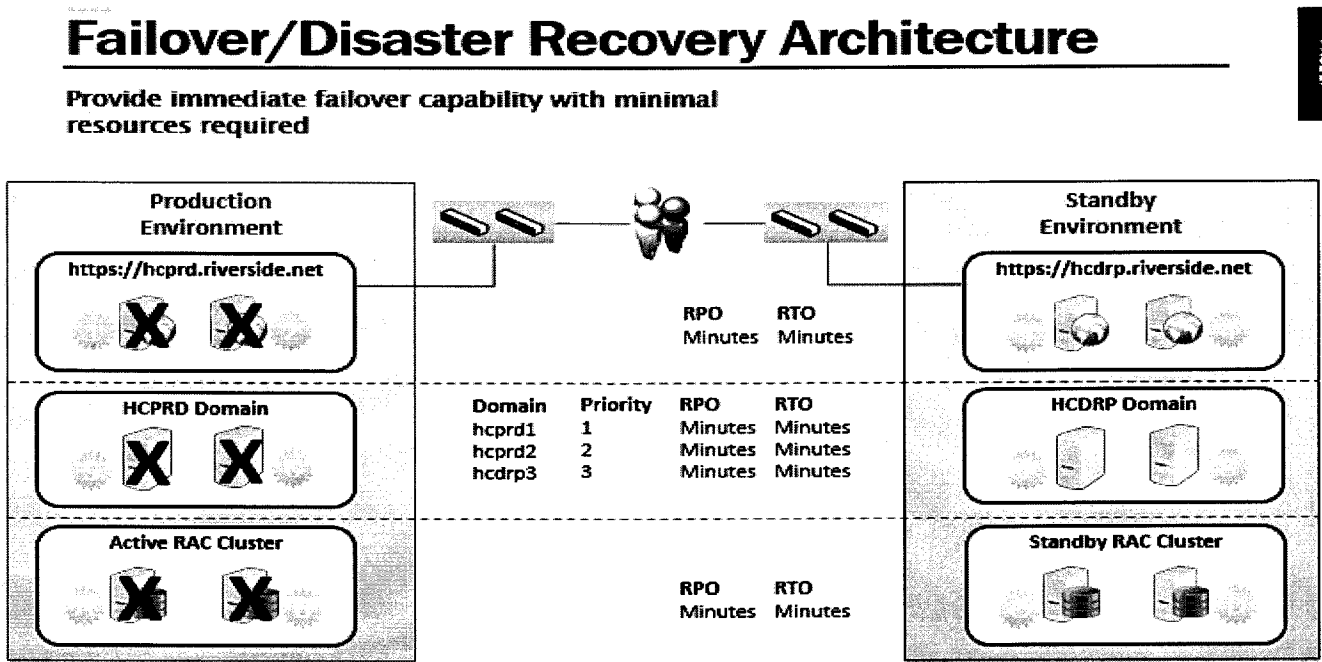 Failover/Disaster Recovery Architecture
Provide immediate failover capability with minimal
resources required
Production
Environment
https://hcprd.riverside.net
HCPRD Domain
Active RAC Cluster
RPO RTO
Minutes Minutes
Domain Priority RPO RTO
hcprd1 1 Minutes Minutes
hcprd2 2 Minutes Minutes
hcdrp3 3 Minutes Minutes
RPO RTO
Minutes Minutes
Standby
Environment
https://hcdrp.riverside.net
HCDRP Domain
Standby RAC Cluster